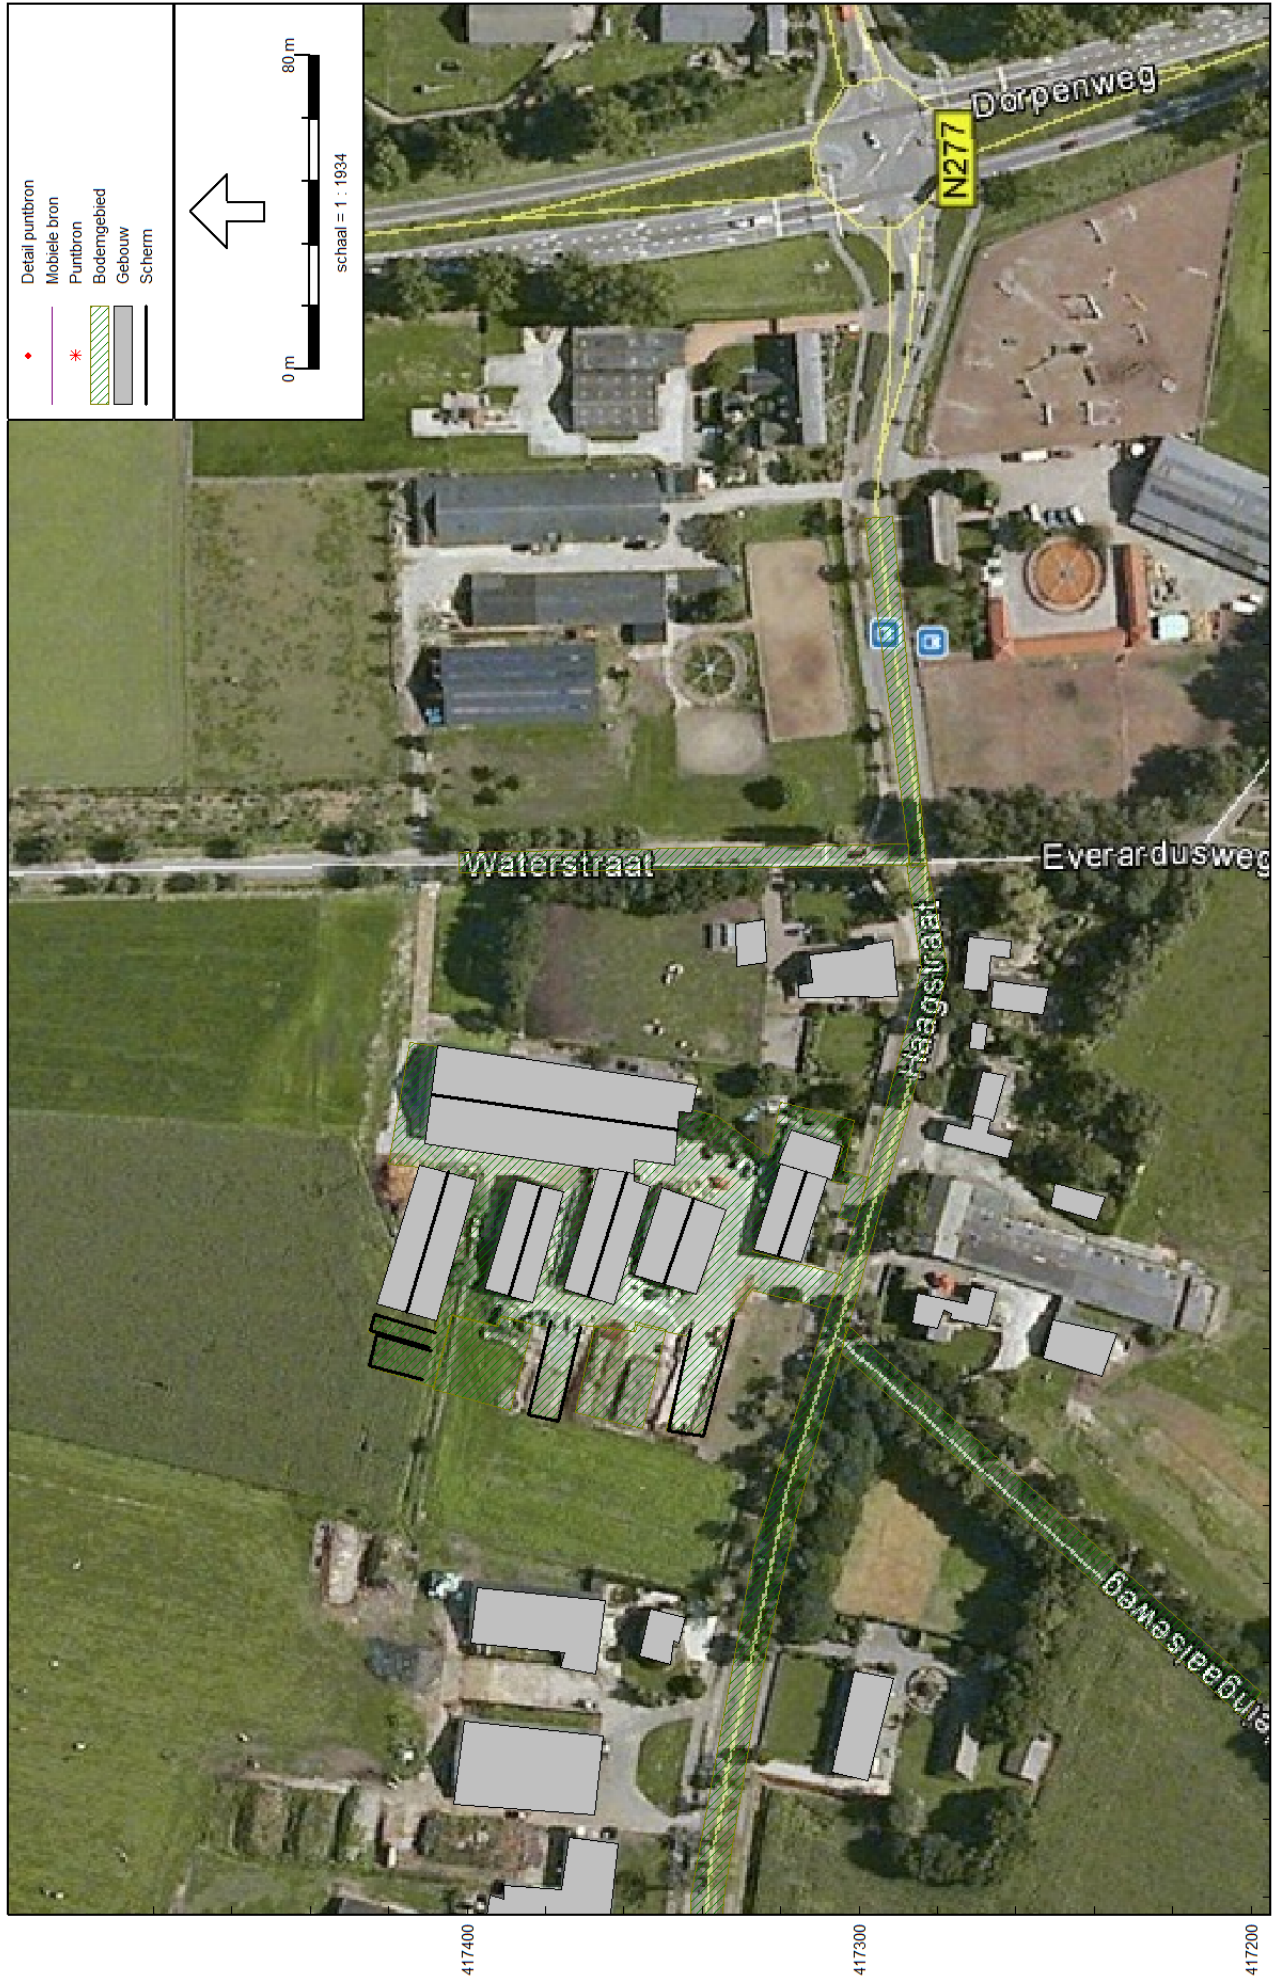 Detail puntbron
Mobiele bron
Puntbron
Bodemgebied
Gebouw
Scherm
0 m
80 m
schaal = 1 : 1934
Dorpenweg
N277
Waterstraat
Everardusweg
Haagstraat
eingaalseweg
417400
417300
417200